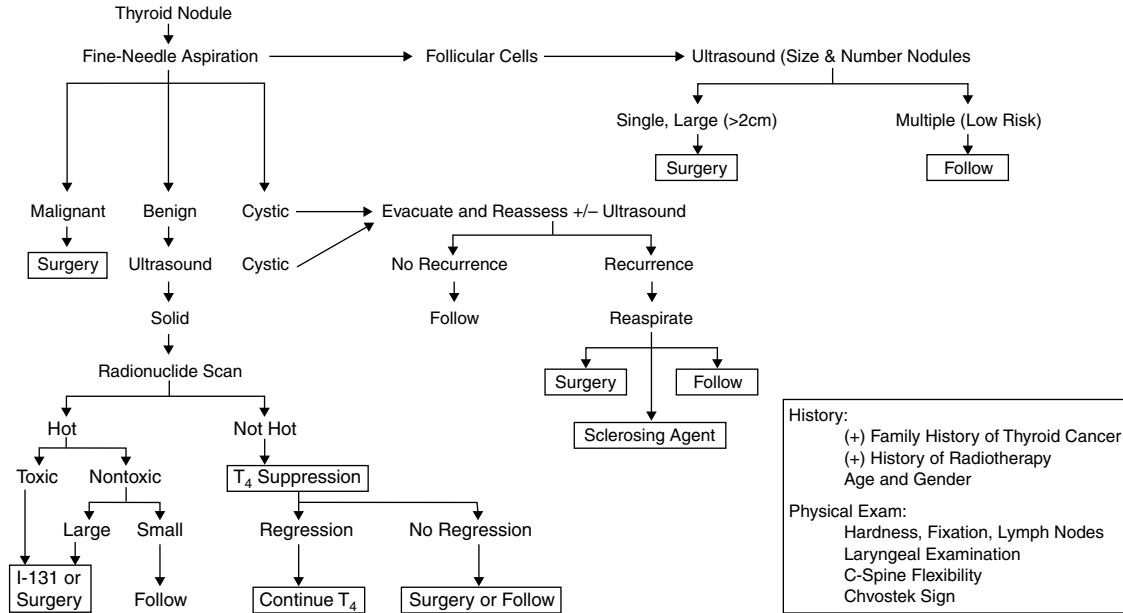 Thyroid Nodule
Fine-Needle Aspiration
Follicular Cells
Ultrasound (Size & Number Nodules
Single, Large (>2cm)
Multiple (Low Risk)
Surgery
Follow
Malignant
Benign
Cystic
Evacuate and Reassess +/– Ultrasound
Surgery
Ultrasound
Cystic
No Recurrence
Recurrence
Solid
Follow
Reaspirate
Radionuclide Scan
Surgery
Follow
Hot
Not Hot
Sclerosing Agent
Toxic
Nontoxic
T4 Suppression
Large
Small
Regression
No Regression
I-131 or
Surgery
Follow
Continue T4
Surgery or Follow
History:
(+) Family History of Thyroid Cancer
(+) History of Radiotherapy
Age and Gender
Physical Exam:
Hardness, Fixation, Lymph Nodes
Laryngeal Examination
C-Spine Flexibility
Chvostek Sign